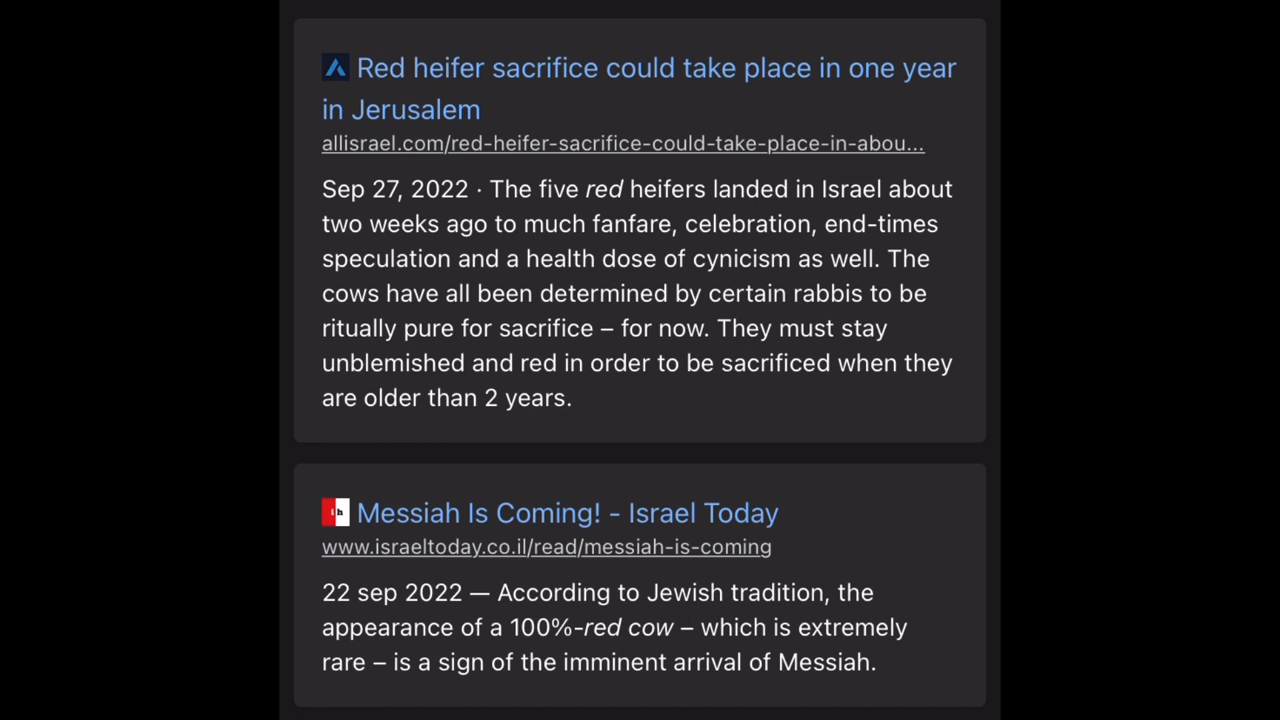 Red heifer sacrifice could take place in one year
in Jerusalem
allisrael.com/red-heifer-sacrifice-could-take-place-in-abou...
Sep 27, 2022 · The five red heifers landed in Israel about
two weeks ago to much fanfare, celebration, end-times
speculation and a health dose of cynicism as well. The
cows have all been determined by certain rabbis to be
ritually pure for sacrifice – for now. They must stay
unblemished and red in order to be sacrificed when they
are older than 2 years.
ih Messiah Is Coming! - Israel Today
www.israeltoday.co.il/read/messiah-is-coming
22 sep 2022 — According to Jewish tradition, the
appearance of a 100%-red cow – which is extremely
rare – is a sign of the imminent arrival of Messiah.